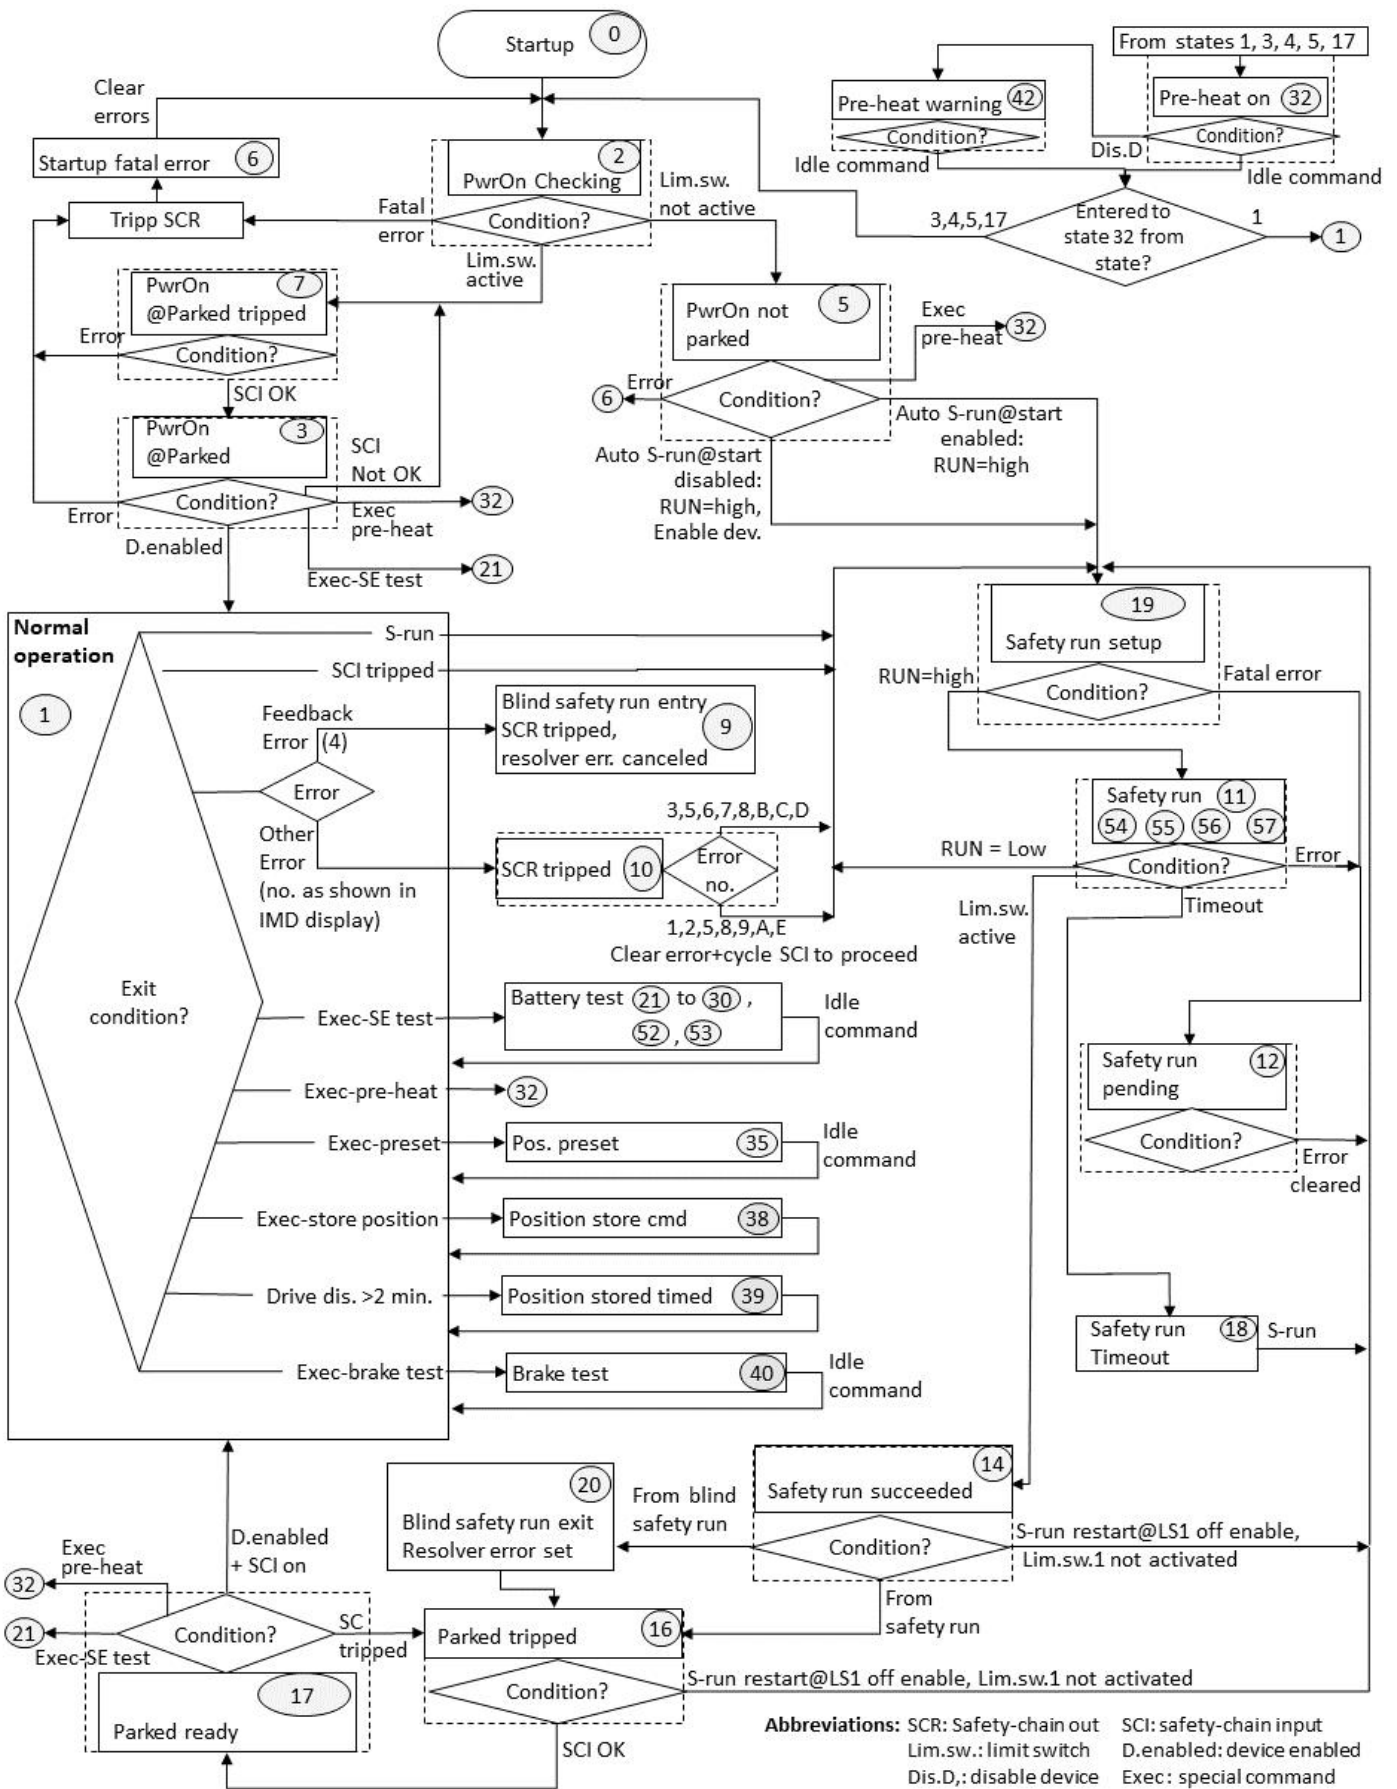 Startup 0
From states 1, 3, 4, 5, 17
Clear
errors
Pre-heat warning 42
Pre-heat on 32
Condition?
Condition?
Dis.D
Idle command
Idle command
Startup fatal error 6
2
PwrOn Checking
Condition?
Lim.sw.
not active
Fatal
error
Lim.sw.
active
Tripp SCR
3,4,5,17
Entered to
state 32 from
state?
1
1
PwrOn 7
@Parked tripped
Condition?
Error
SCI OK
PwrOn not 5
parked
Exec
pre-heat
32
Condition?
Error
6
Auto S-run@start
enabled:
RUN=high
Auto S-run@start
disabled:
RUN=high,
Enable dev.
PwrOn 3
@Parked
Condition?
SCI
Not OK
Error
Exec
pre-heat
32
D.enabled
Exec-SE test
21
Normal
operation
1
S-run
SCI tripped
Feedback
Error (4)
Error
Other
Error
(no. as shown in
IMD display)
Blind safety run entry
SCR tripped, 9
resolver err. canceled
3,5,6,7,8,B,C,D
SCR tripped 10
Error
no.
1,2,5,8,9,A,E
Clear error+cycle SCI to proceed
19
Safety run setup
RUN=high
Condition?
Fatal error
Safety run 11
54 55 56 57
Condition?
RUN = Low
Error
Lim.sw.
active
Timeout
Exit
condition?
Exec-SE test
Battery test 21 to 30 ,
52 , 53
Idle
command
Exec-pre-heat
32
Exec-preset
Pos. preset 35
Idle
command
Exec-store position
Position store cmd 38
Drive dis. >2 min.
Position stored timed 39
Exec-brake test
Brake test 40
Idle
command
Safety run 12
pending
Condition?
Error
cleared
Safety run 18
Timeout
S-run
14
Safety run succeeded
Condition?
From blind
safety run
S-run restart@LS1 off enable,
Lim.sw.1 not activated
From
safety run
20
Blind safety run exit
Resolver error set
Parked tripped 16
Condition?
S-run restart@LS1 off enable, Lim.sw.1 not activated
SCI OK
D.enabled
+ SCI on
Exec
pre-heat
32
Condition?
SC
tripped
21
Exec-SE test
17
Parked ready
Abbreviations: SCR: Safety-chain out SCI: safety-chain input
Lim.sw.: limit switch D.enabled: device enabled
Dis.D,: disable device Exec: special command